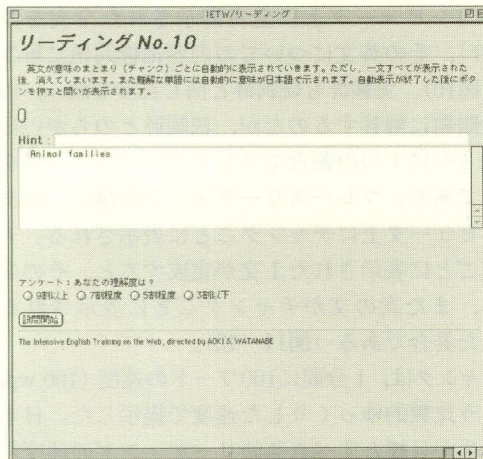 IETW/リーディング
リーディング No.10
英文が意味のまとまり（チャンク）ごとに自動的に表示されていきます。ただし、一文すべてが表示された
後、消えてしまいます。また難解な単語には自動的に意味が日本語で示されます。自動表示が終了した後にボタ
ンを押すと問いが表示されます。
Hint :
Animal families
アンケート：あなたの理解度は？
9割以上 7割程度 5割程度 3割以下
The Intensive English Training on the Web, directed by AOKI S. WATANABE